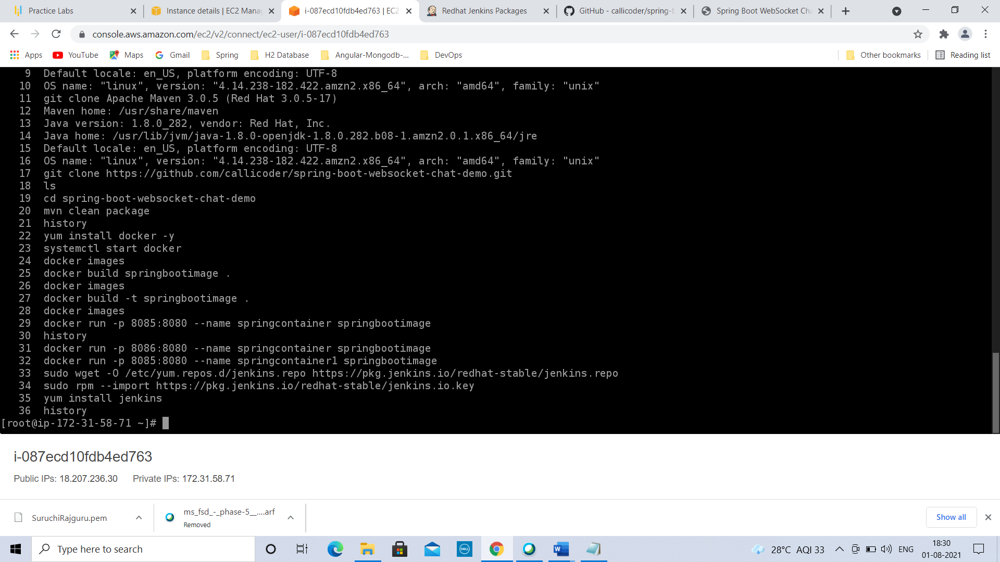 Practice Labs
Instance details | EC2 Manag
i-087ecd10fdb4ed763 | EC2
Redhat Jenkins Packages
GitHub - callicoder/spring-b
Spring Boot WebSocket Cha
console.aws.amazon.com/ec2/v2/connect/ec2-user/i-087ecd10fdb4ed763
Apps YouTube Maps Gmail Spring H2 Database Angular-Mongodb-... DevOps Other bookmarks Reading list
9 Default locale: en_US, platform encoding: UTF-8
10 OS name: "linux", version: "4.14.238-182.422.amzn2.x86_64", arch: "amd64", family: "unix"
11 git clone Apache Maven 3.0.5 (Red Hat 3.0.5-17)
12 Maven home: /usr/share/maven
13 Java version: 1.8.0_282, vendor: Red Hat, Inc.
14 Java home: /usr/lib/jvm/java-1.8.0-openjdk-1.8.0.282.b08-1.amzn2.0.1.x86_64/jre
15 Default locale: en_US, platform encoding: UTF-8
16 OS name: "linux", version: "4.14.238-182.422.amzn2.x86_64", arch: "amd64", family: "unix"
17 git clone https://github.com/callicoder/spring-boot-websocket-chat-demo.git
18 ls
19 cd spring-boot-websocket-chat-demo
20 mvn clean package
21 history
22 yum install docker -y
23 systemctl start docker
24 docker images
25 docker build springbootimage .
26 docker images
27 docker build -t springbootimage .
28 docker images
29 docker run -p 8085:8080 --name springcontainer springbootimage
30 history
31 docker run -p 8086:8080 --name springcontainer springbootimage
32 docker run -p 8085:8080 --name springcontainer1 springbootimage
33 sudo wget -O /etc/yum.repos.d/jenkins.repo https://pkg.jenkins.io/redhat-stable/jenkins.repo
34 sudo rpm --import https://pkg.jenkins.io/redhat-stable/jenkins.io.key
35 yum install jenkins
36 history
[root@ip-172-31-58-71 ~]#
i-087ecd10fdb4ed763
Public IPs: 18.207.236.30 Private IPs: 172.31.58.71
SuruchiRajguru.pem
ms_fsd_-_phase-5__....arf
Removed
Show all
Type here to search
DELL
28°C AQI 33
ENG
18:30
01-08-2021